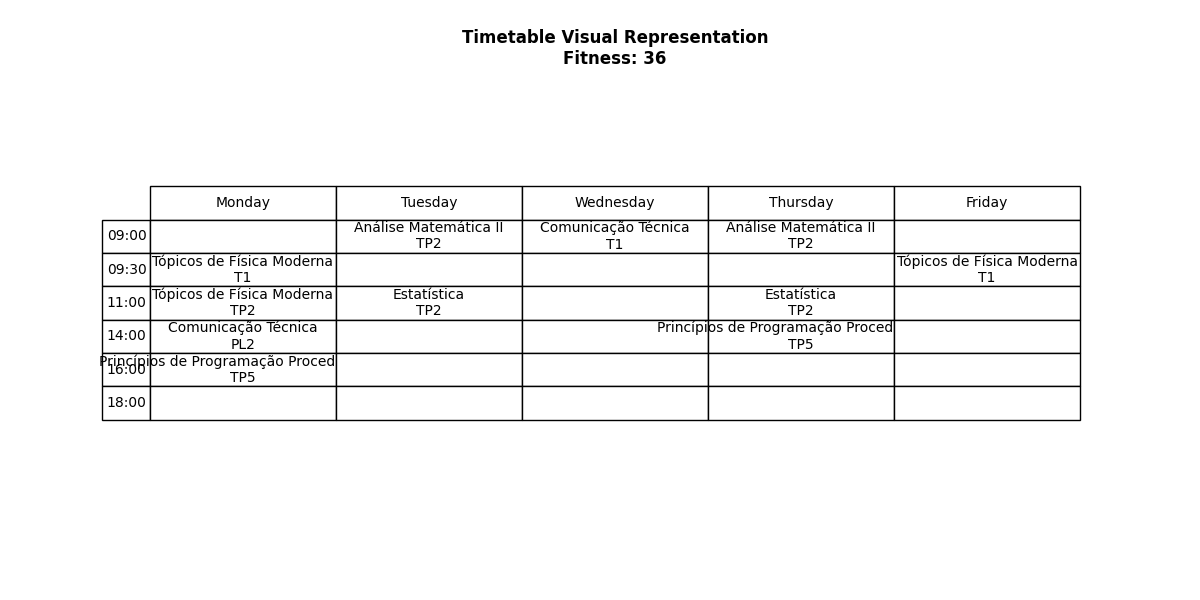 Timetable Visual Representation
Fitness: 36
Monday Tuesday Wednesday Thursday Friday
09:00 Análise Matemática II Comunicação Técnica Análise Matemática II
TP2 T1 TP2
09:30 Tópicos de Física Moderna Tópicos de Física Moderna
T1 T1
11:00 Tópicos de Física Moderna Estatística Estatística
TP2 TP2 TP2
14:00 Comunicação Técnica Princípios de Programação Proced
PL2 TP5
16:00 Princípios de Programação Proced
TP5
18:00